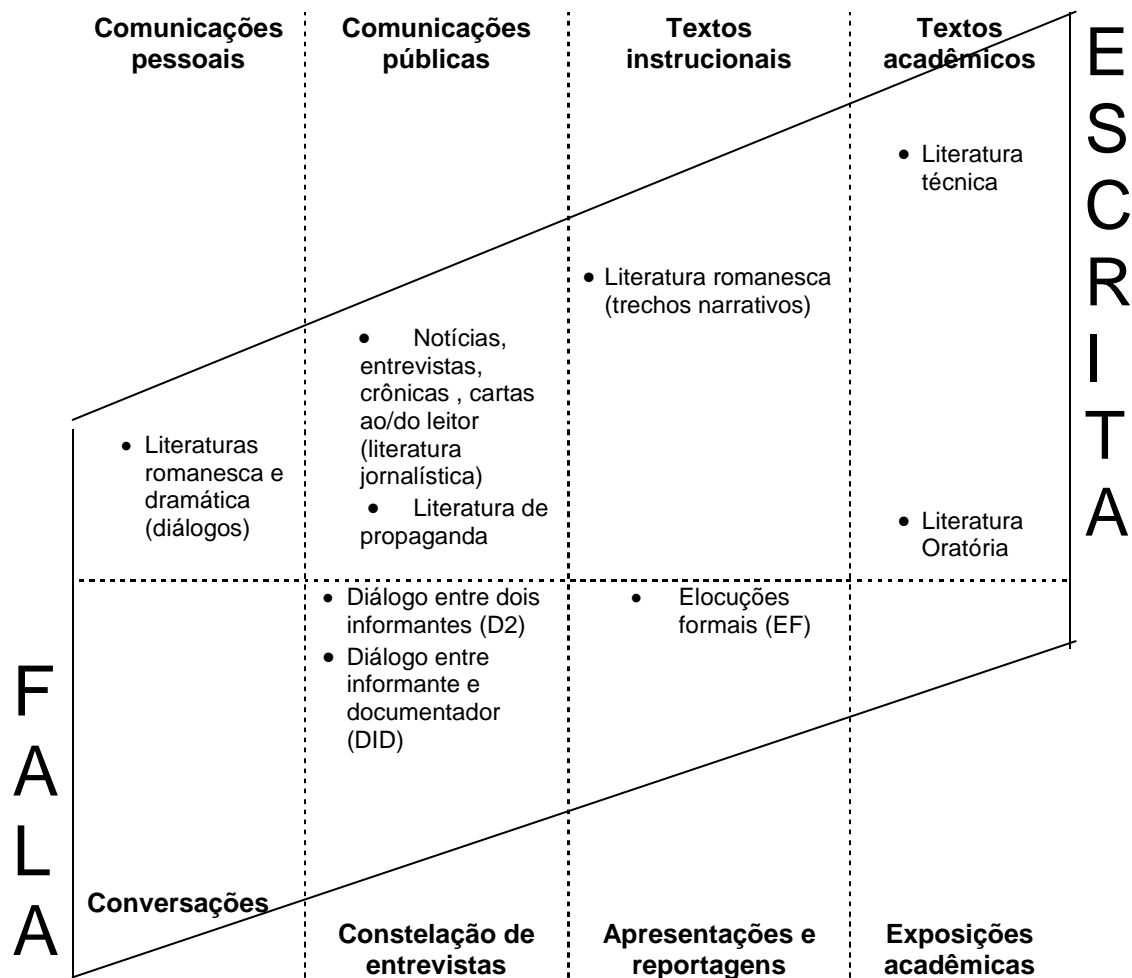 Comunicações
pessoais
Comunicações
públicas
Textos
instrucionais
Textos
acadêmicos
E
S
C
R
I
T
A
• Literatura
técnica
• Literatura romanesca
(trechos narrativos)
• Notícias,
entrevistas,
crônicas , cartas
ao/do leitor
(literatura
jornalística)
• Literatura de
propaganda
• Literaturas
romanesca e
dramática
(diálogos)
• Literatura
Oratória
• Diálogo entre dois
informantes (D2)
• Diálogo entre
informante e
documentador
(DID)
• Elocuções
formais (EF)
F
A
L
A
Conversações
Constelação de
entrevistas
Apresentações e
reportagens
Exposições
acadêmicas